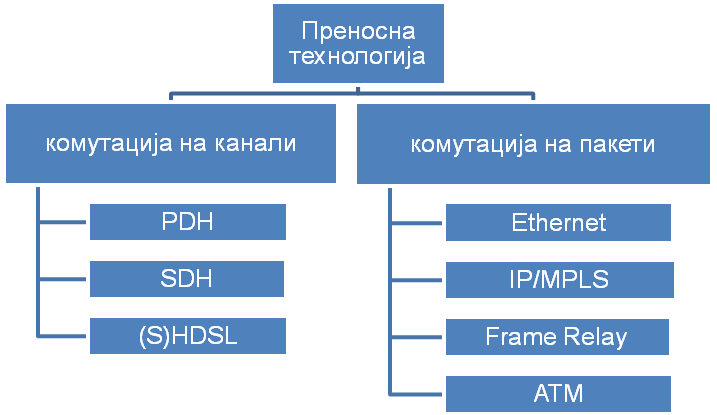 Преносна
технологија
комутација на канали
PDH
SDH
(S)HDSL
комутација на пакети
Ethernet
IP/MPLS
Frame Relay
ATM